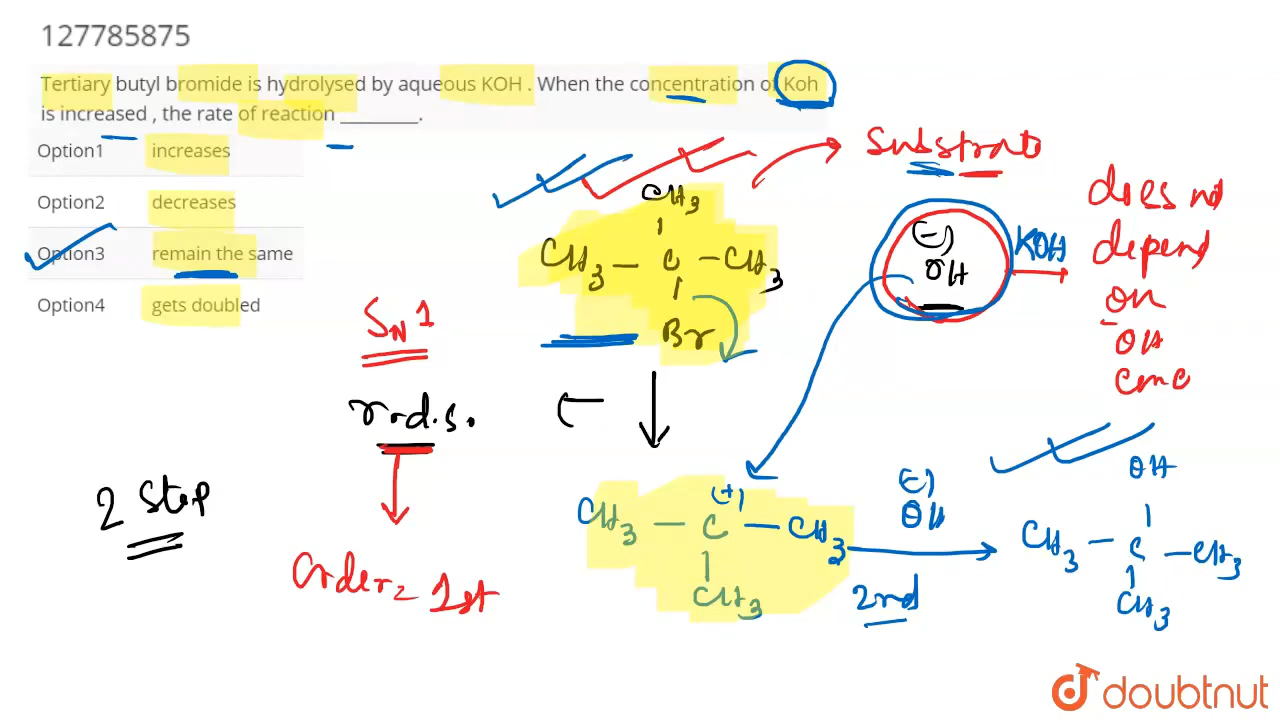 127785875
Tertiary butyl bromide is hydrolysed by aqueous KOH . When the concentration of Koh
is increased , the rate of reaction _________.
Option1 increases
Option2 decreases
Option3 remain the same
Option4 gets doubled
Substrate
CH3
CH3 — C — CH3
Br
(-)
OH
KOH
does not
depend
on
OH
conc
SN1
r.d.s.
2 step
order = 1st
(+)
CH3 — C — CH3
CH3
(-)
OH
2nd
OH
CH3 — C — CH3
CH3
doubtnut